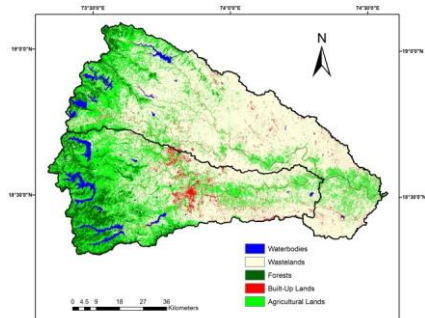 73°30'0"E 74°0'0"E 74°30'0"E
19°0'0"N 19°0'0"N
N
18°30'0"N 18°30'0"N
Waterbodies
Wastelands
Forests
Built-Up Lands
Agricultural Lands
0 4.5 9 18 27 36
Kilometers